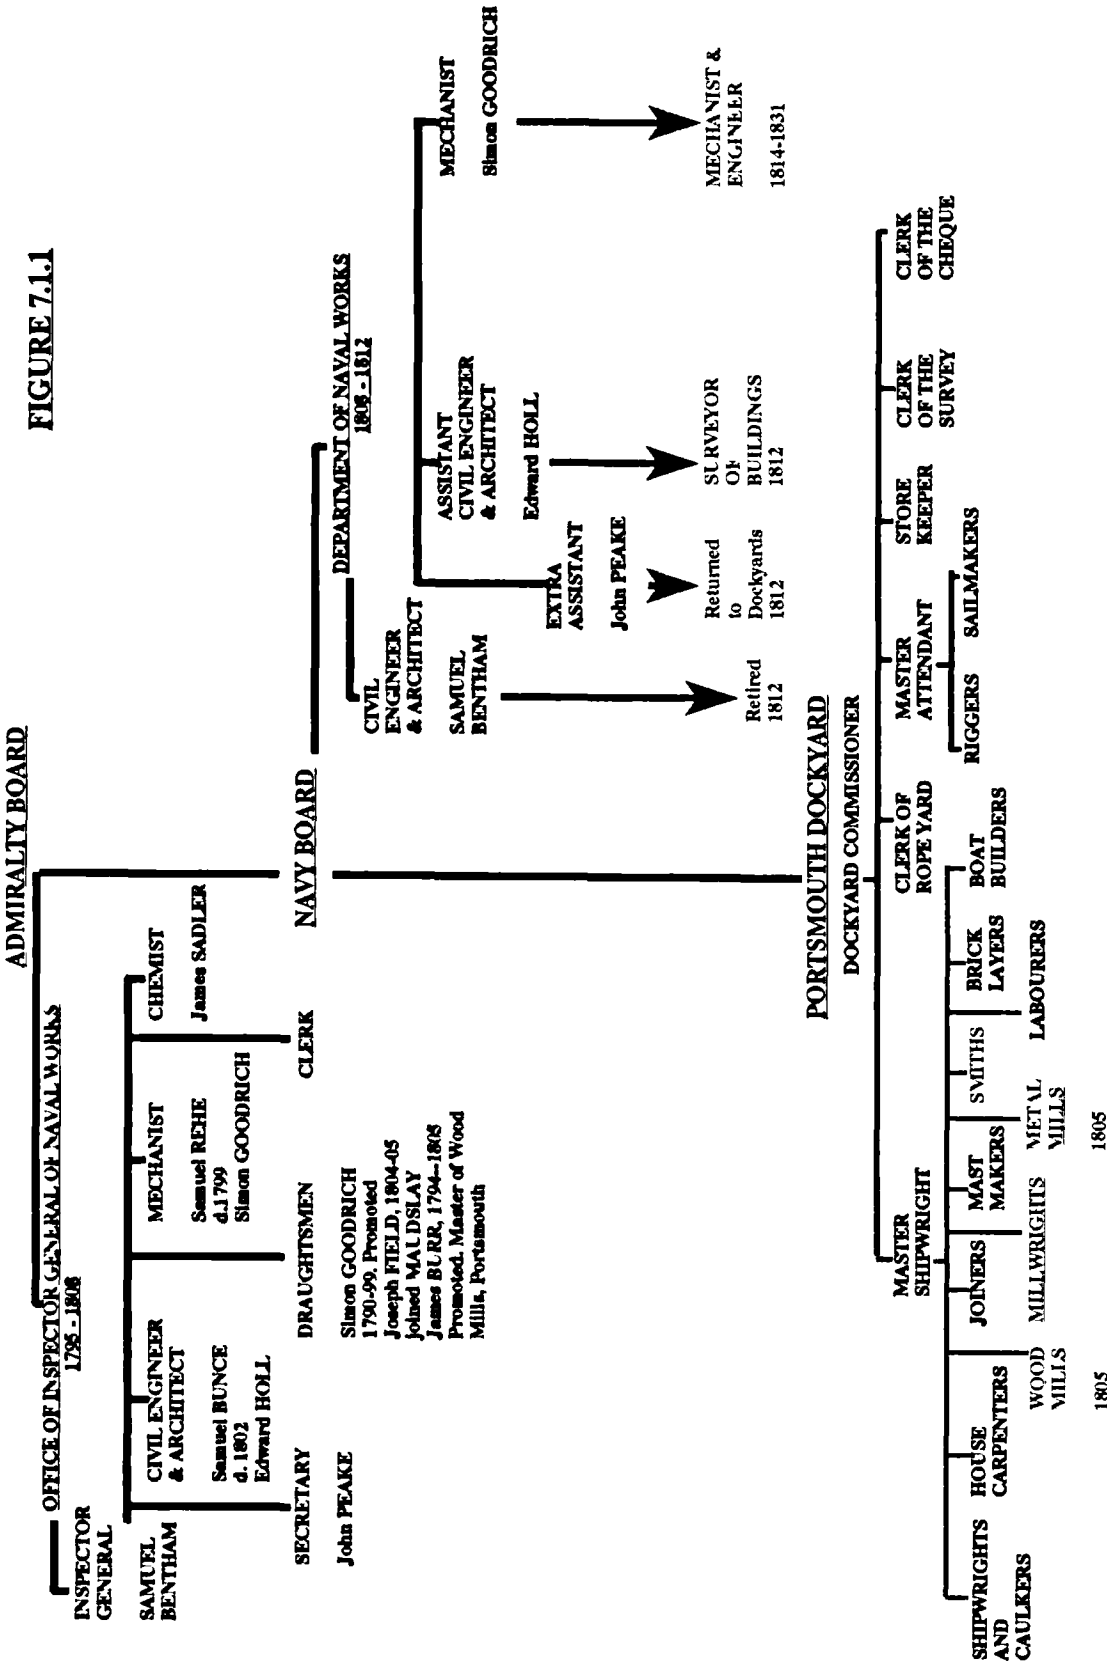 FIGURE 7.1.1
ADMIRALTY BOARD
OFFICE OF INSPECTOR GENERAL OF NAVAL WORKS
1795 - 1808
INSPECTOR
GENERAL
SAMUEL
BENTHAM
CIVIL ENGINEER
& ARCHITECT
Samuel BUNCE
d. 1802
Edward HOLL
MECHANIST
Samuel REHE
d.1799
Simon GOODRICH
CHEMIST
James SADLER
SECRETARY
John PEAKE
DRAUGHTSMEN
Simon GOODRICH
1790-99. Promoted
Joseph FIELD, 1804-05
joined MAUDSLAY
James BURR, 1794-1805
Promoted. Master of Wood
Mills, Portsmouth
CLERK
NAVY BOARD
DEPARTMENT OF NAVAL WORKS
1808 - 1812
CIVIL
ENGINEER
& ARCHITECT
SAMUEL
BENTHAM
Retired
1812
EXTRA
ASSISTANT
John PEAKE
Returned
to
Dockyards
1812
ASSISTANT
CIVIL ENGINEER
& ARCHITECT
Edward HOLL
SURVEYOR
OF
BUILDINGS
1812
MECHANIST
Simon GOODRICH
MECHANIST &
ENGINEER
1814-1831
PORTSMOUTH DOCKYARD
DOCKYARD COMMISSIONER
MASTER
SHIPWRIGHT
CLERK OF
ROPE YARD
MASTER
ATTENDANT
STORE
KEEPER
CLERK
OF THE
SURVEY
CLERK
OF THE
CHEQUE
RIGGERS
SAILMAKERS
SHIPWRIGHTS
AND
CAULKERS
HOUSE
CARPENTERS
WOOD
MILLS
1805
JOINERS
MILLWRIGHTS
MAST
MAKERS
METAL
MILLS
1805
SMITHS
LABOURERS
BRICK
LAYERS
BOAT
BUILDERS